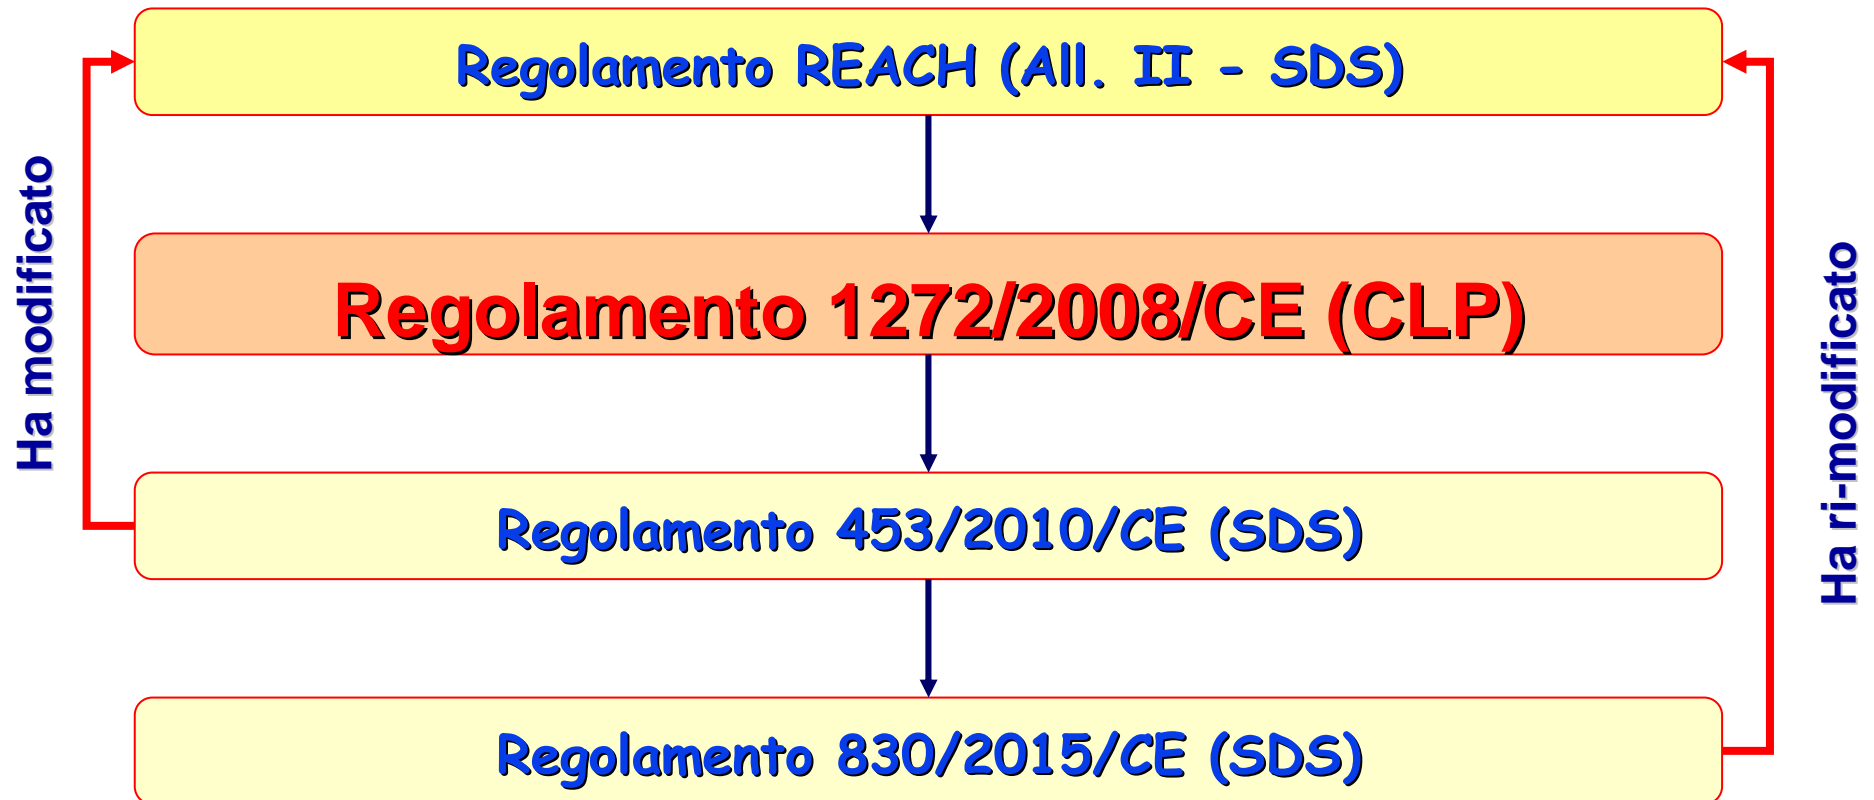 Regolamento REACH (All. II - SDS)
Ha modificato
Regolamento 1272/2008/CE (CLP)
Ha ri-modificato
Regolamento 453/2010/CE (SDS)
Regolamento 830/2015/CE (SDS)